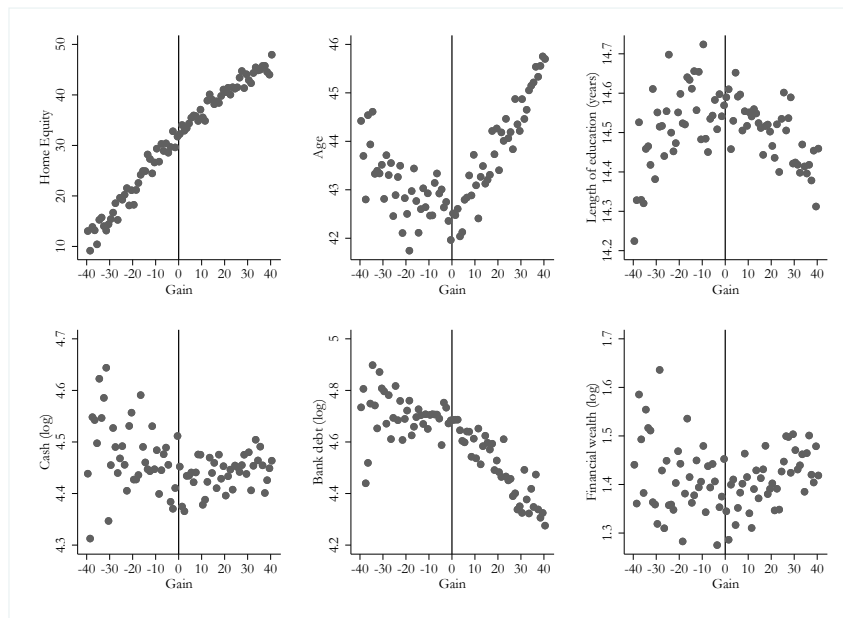 Home Equity
50
40
30
20
10
-40 -30 -20 -10 0 10 20 30 40
Gain
Age
46
45
44
43
42
-40 -30 -20 -10 0 10 20 30 40
Gain
Length of education (years)
14.7
14.6
14.5
14.4
14.3
14.2
-40 -30 -20 -10 0 10 20 30 40
Gain
Cash (log)
4.7
4.6
4.5
4.4
4.3
-40 -30 -20 -10 0 10 20 30 40
Gain
Bank debt (log)
5
4.8
4.6
4.4
4.2
-40 -30 -20 -10 0 10 20 30 40
Gain
Financial wealth (log)
1.7
1.6
1.5
1.4
1.3
-40 -30 -20 -10 0 10 20 30 40
Gain